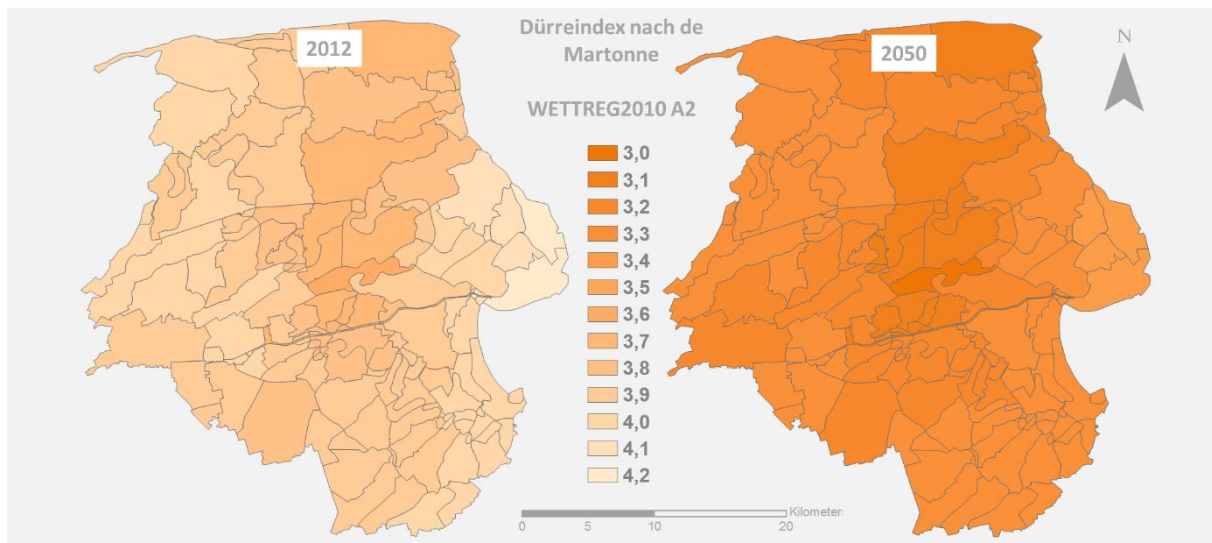 2012
Dürreindex nach de
Martonne
2050
N
WETTREG2010 A2
3,0
3,1
3,2
3,3
3,4
3,5
3,6
3,7
3,8
3,9
4,0
4,1
4,2
Kilometer
0 5 10 20